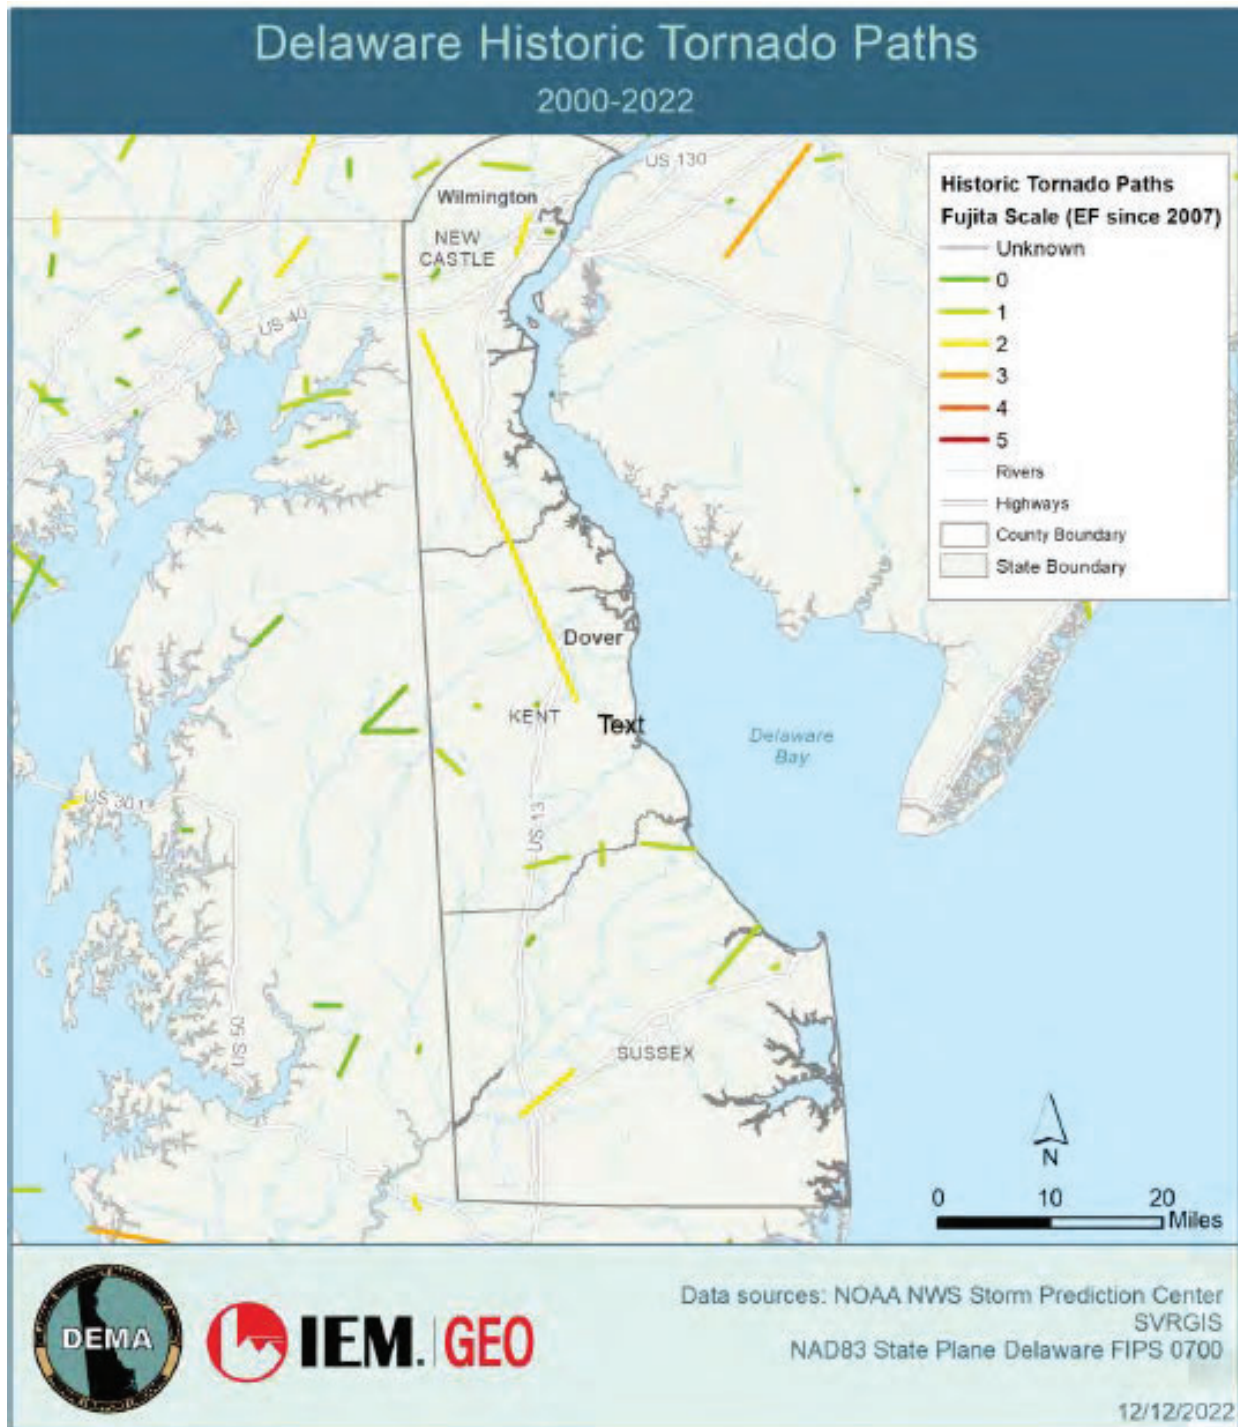 Delaware Historic Tornado Paths
2000-2022
US 130
Wilmington
NEW
CASTLE
US 40
Historic Tornado Paths
Fujita Scale (EF since 2007)
Unknown
0
1
2
3
4
5
Rivers
Highways
County Boundary
State Boundary
Dover
KENT
Text
Delaware
Bay
US 301
US 13
US 50
SUSSEX
N
0 10 20
Miles
DEMA
IEM. GEO
Data sources: NOAA NWS Storm Prediction Center
SVRGIS
NAD83 State Plane Delaware FIPS 0700
12/12/2022